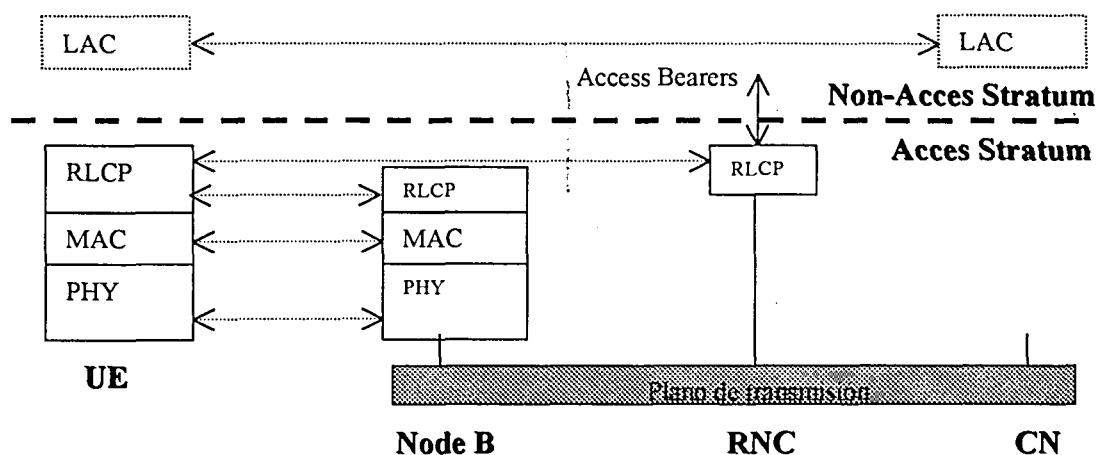 LAC
LAC
Access Bearers
Non-Acces Stratum
Acces Stratum
RLCP
RLCP
RLCP
MAC
MAC
PHY
PHY
UE
Plano de transmisión
Node B
RNC
CN